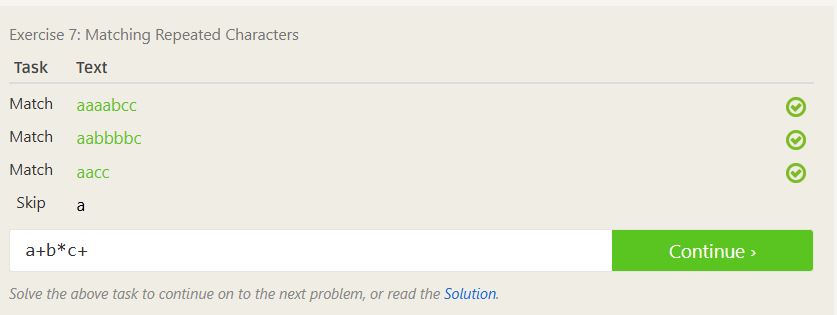 Exercise 7: Matching Repeated Characters
Task Text
Match aaaabcc
Match aabbbbc
Match aacc
Skip a
a+b*c+ Continue ›
Solve the above task to continue on to the next problem, or read the Solution.